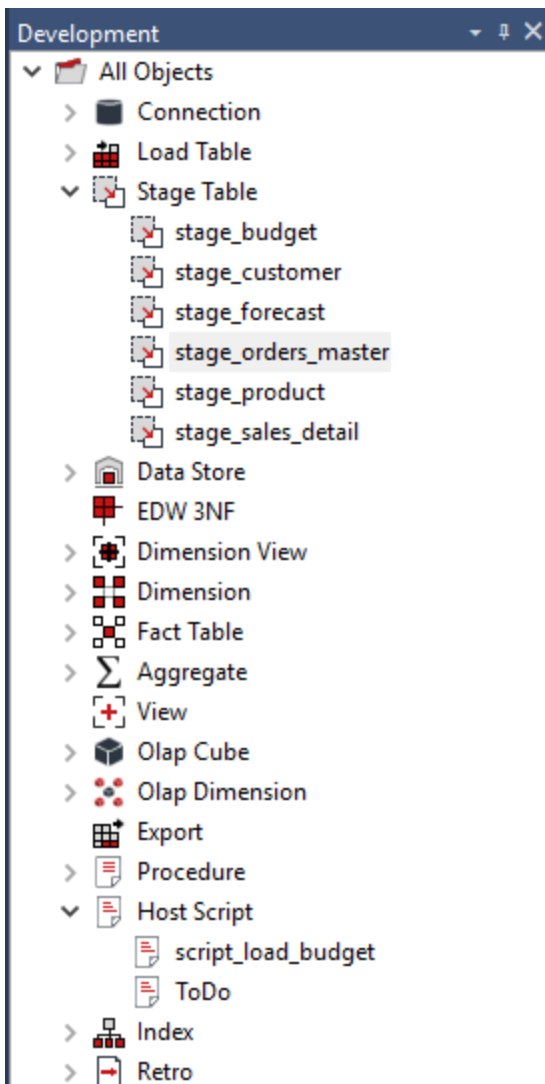 Development
All Objects
Connection
Load Table
Stage Table
stage_budget
stage_customer
stage_forecast
stage_orders_master
stage_product
stage_sales_detail
Data Store
EDW 3NF
Dimension View
Dimension
Fact Table
Aggregate
View
Olap Cube
Olap Dimension
Export
Procedure
Host Script
script_load_budget
ToDo
Index
Retro